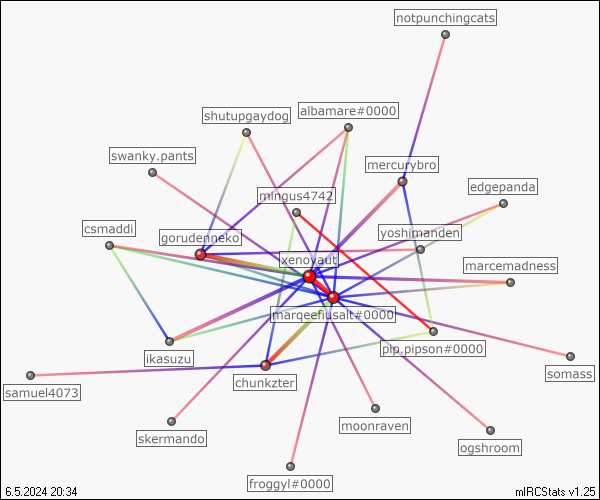 notpunchingcats
shutupgaydog
albamare#0000
swanky.pants
mercurybro
edgepanda
mingus4742
csmaddi
gorudenneko
yoshimanden
xenoyaut
marcemadness
marqeefiusalt#0000
ikasuzu
pip.pipson#0000
chunkzter
somass
samuel4073
moonraven
skermando
ogshroom
froggyl#0000
6.5.2024 20:34
mIRCStats v1.25